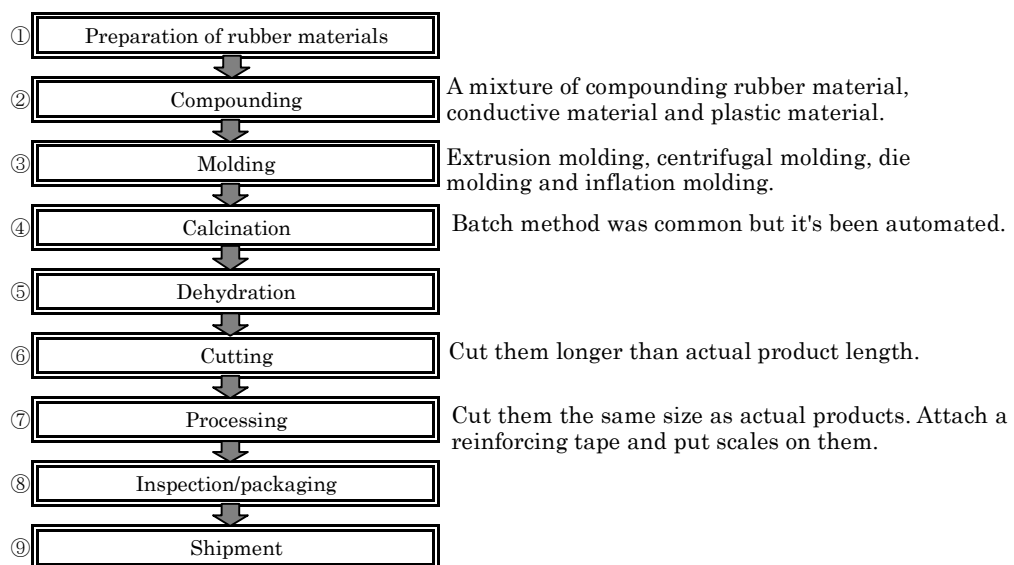 ① Preparation of rubber materials
② Compounding
A mixture of compounding rubber material,
conductive material and plastic material.
③ Molding
Extrusion molding, centrifugal molding, die
molding and inflation molding.
④ Calcination
Batch method was common but it's been automated.
⑤ Dehydration
⑥ Cutting
Cut them longer than actual product length.
⑦ Processing
Cut them the same size as actual products. Attach a
reinforcing tape and put scales on them.
⑧ Inspection/packaging
⑨ Shipment